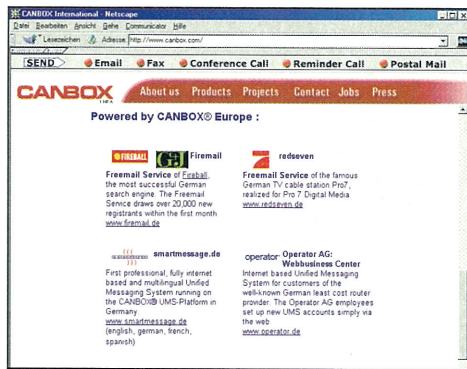 CANBOX International - Netscape
Datei Bearbeiten Ansicht Gehe Communicator Hilfe
Lesezeichen Adresse http://www.canbox.com/
SEND Email Fax Conference Call Reminder Call Postal Mail
CANBOX
About us Products Projects Contact Jobs Press
Powered by CANBOX® Europe :
FIREBALL Firemail
Freemail Service of Fireball,
the most successful German
search engine. The Freemail
Service draws over 20,000 new
registrants within the first month
www.firemail.de
redseven
Freemail Service of the famous
German TV cable station Pro7,
realized for Pro 7 Digital Media
www.redseven.de
smartmessage.de
First professional, fully internet
based and multilingual Unified
Messaging System running on
the CANBOX® UMS-Platform in
Germany
www.smartmessage.de
(english, german, french,
spanish)
operator Operator AG:
Webbusiness Center
Internet based Unified Messaging
System for customers of the
well-known German least cost router
provider. The Operator AG employees
set up new UMS accounts simply via
the web
www.operator.de